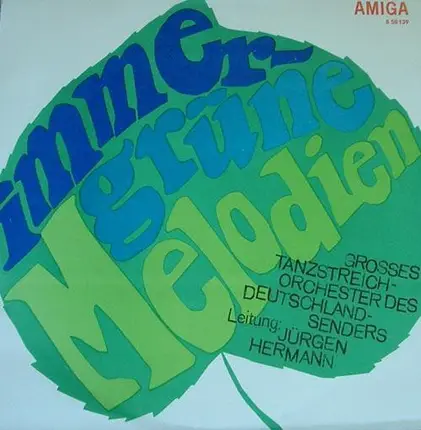 AMIGA
8 55 139
immer-
grüne
Melodien
GROSSES
TANZSTREICH-
ORCHESTER DES
DEUTSCHLAND-
SENDERS
Leitung: JÜRGEN
HERMANN